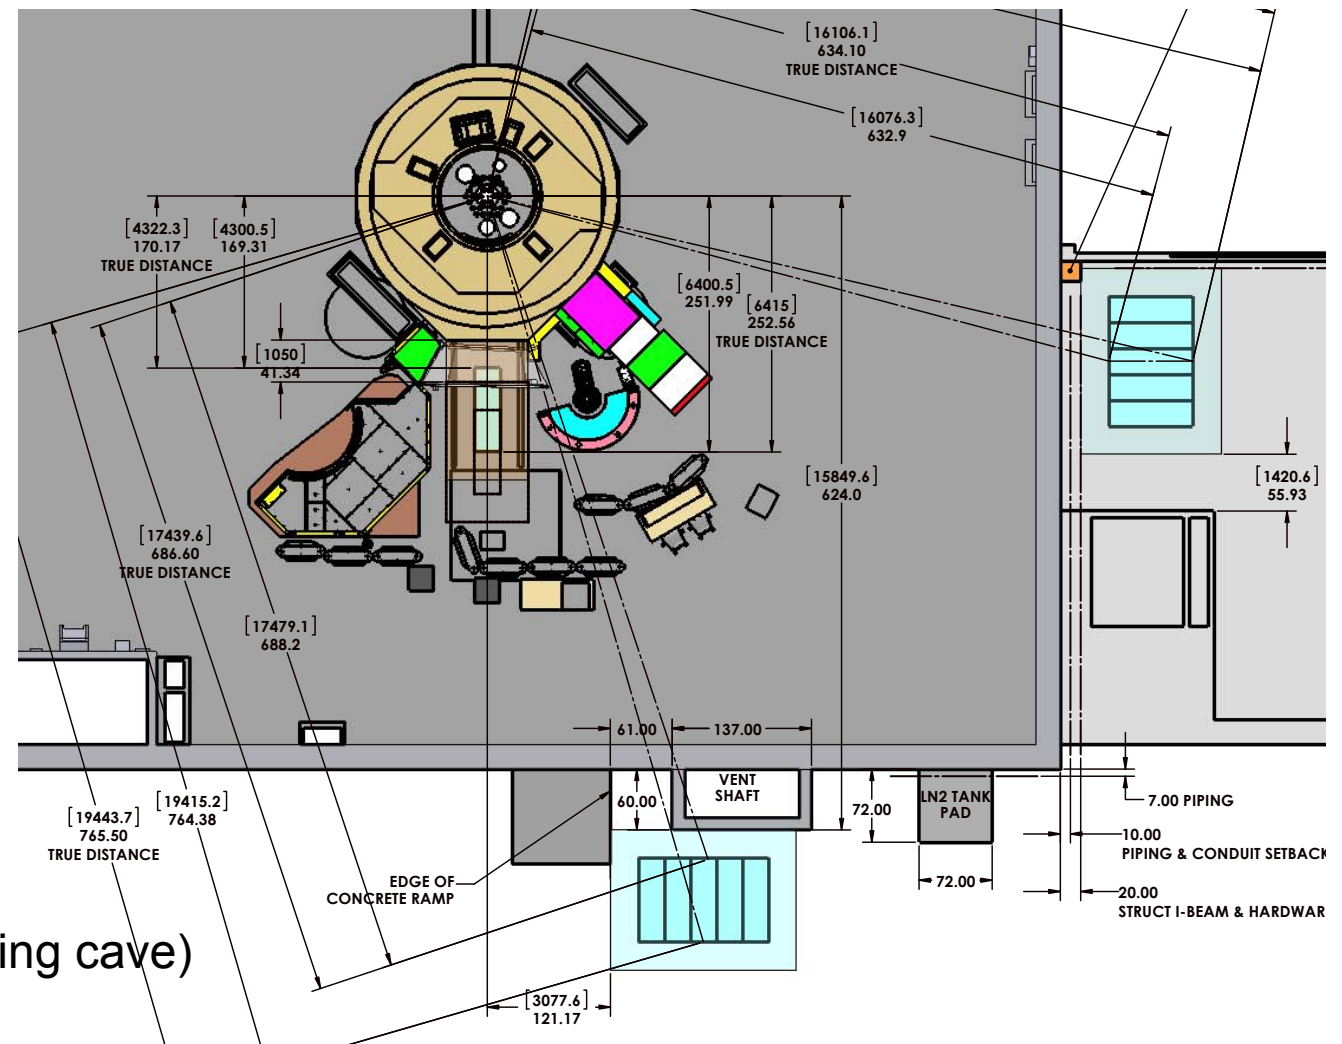 [16106.1]
634.10
TRUE DISTANCE
[16076.3]
632.9
[4322.3]
170.17
TRUE DISTANCE
[4300.5]
169.31
[6400.5]
251.99
[6415]
252.56
TRUE DISTANCE
[1050]
41.34
[15849.6]
624.0
[1420.6]
55.93
[17439.6]
686.60
TRUE DISTANCE
[17479.1]
688.2
61.00
137.00
VENT
SHAFT
60.00
72.00
LN2 TANK
PAD
7.00 PIPING
[19443.7]
765.50
TRUE DISTANCE
[19415.2]
764.38
10.00
PIPING & CONDUIT SETBACK
EDGE OF
CONCRETE RAMP
72.00
20.00
STRUCT I-BEAM & HARDWAR
ing cave)
[3077.6]
121.17